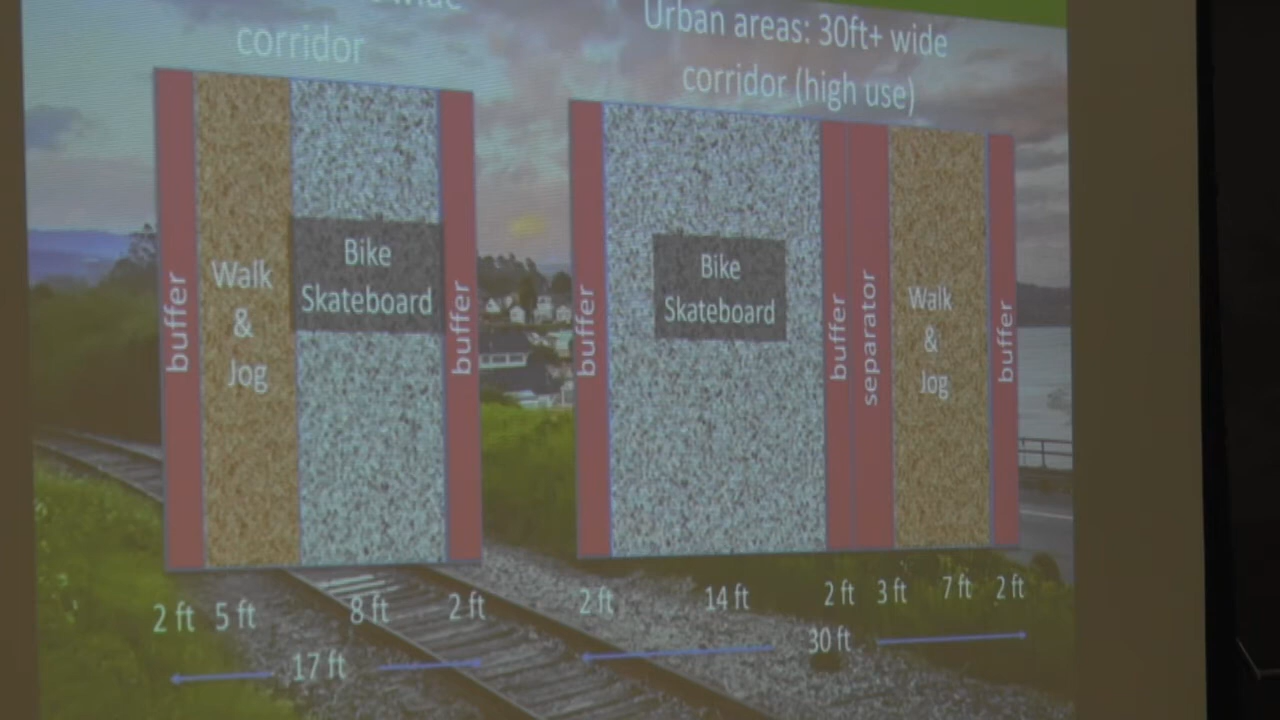 wide
corridor
buffer
Walk
&
Jog
Bike
Skateboard
buffer
2 ft 5 ft 8 ft 2 ft
17 ft
Urban areas: 30ft+ wide
corridor (high use)
buffer
Bike
Skateboard
buffer
separator
Walk
&
Jog
buffer
2 ft 14 ft 2 ft 3 ft 7 ft 2 ft
30 ft